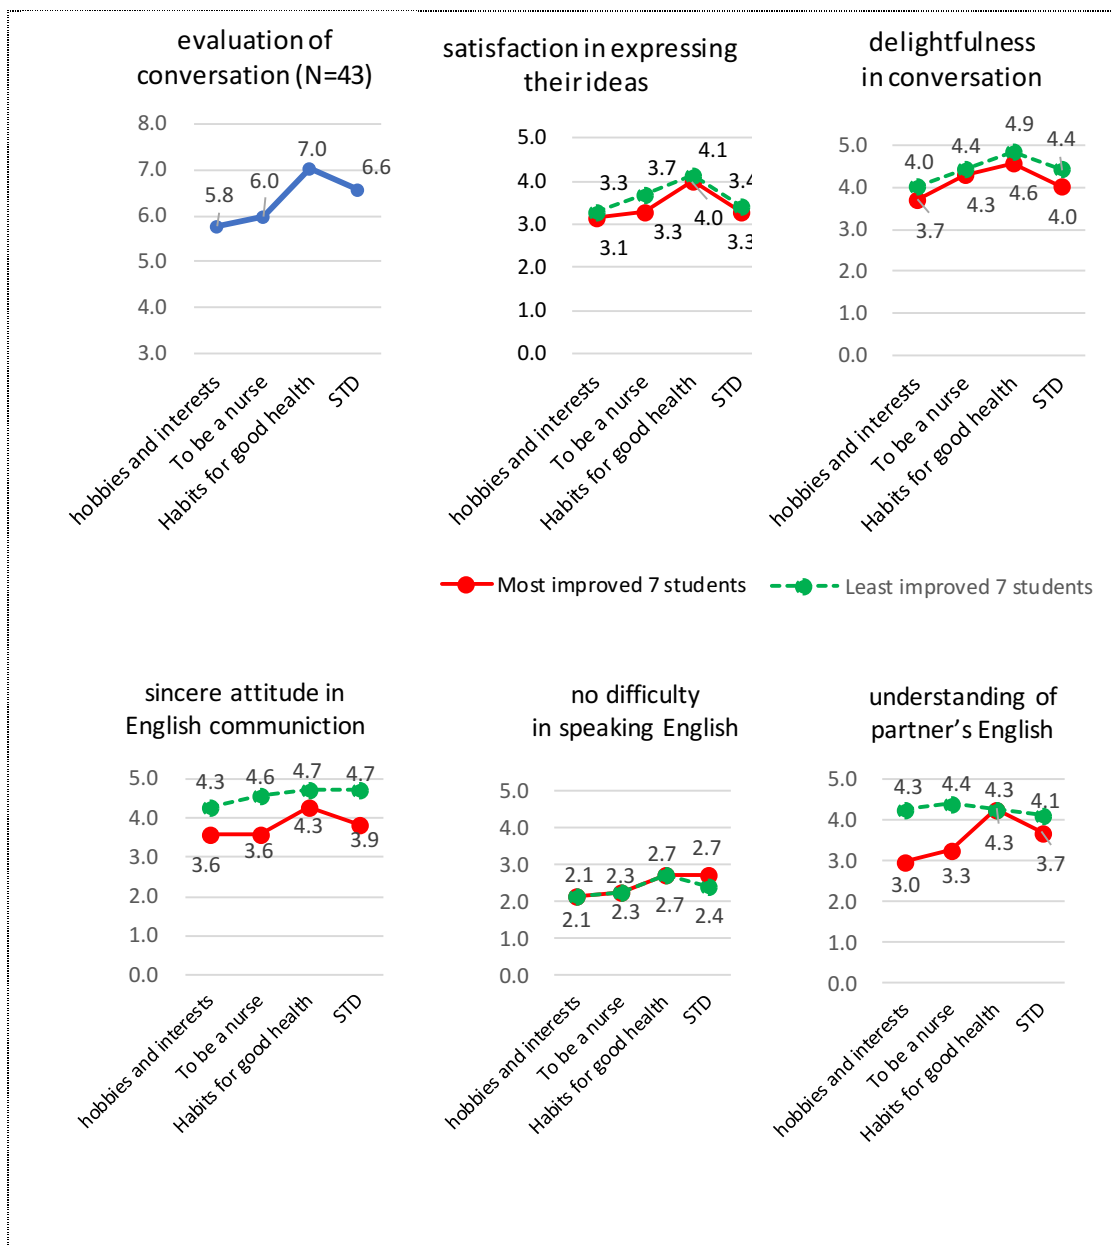 evaluation of
conversation (N=43)
8.0
7.0
6.0
5.0
4.0
3.0
5.8
6.0
7.0
6.6
hobbies and interests
To be a nurse
Habits for good health
STD
satisfaction in expressing
their ideas
5.0
4.0
3.0
2.0
1.0
0.0
3.3
3.7
4.1
3.4
3.1
3.3
4.0
3.3
hobbies and interests
To be a nurse
Habits for good health
STD
delightfulness
in conversation
5.0
4.0
3.0
2.0
1.0
0.0
4.0
4.4
4.9
4.4
3.7
4.3
4.6
4.0
hobbies and interests
To be a nurse
Habits for good health
STD
Most improved 7 students
Least improved 7 students
sincere attitude in
English communiction
5.0
4.0
3.0
2.0
1.0
0.0
4.3
4.6
4.7
4.7
3.6
3.6
4.3
3.9
hobbies and interests
To be a nurse
Habits for good health
STD
no difficulty
in speaking English
5.0
4.0
3.0
2.0
1.0
0.0
2.1
2.3
2.7
2.7
2.1
2.3
2.7
2.4
hobbies and interests
To be a nurse
Habits for good health
STD
understanding of
partner’s English
5.0
4.0
3.0
2.0
1.0
0.0
4.3
4.4
4.3
4.1
3.0
3.3
4.3
3.7
hobbies and interests
To be a nurse
Habits for good health
STD